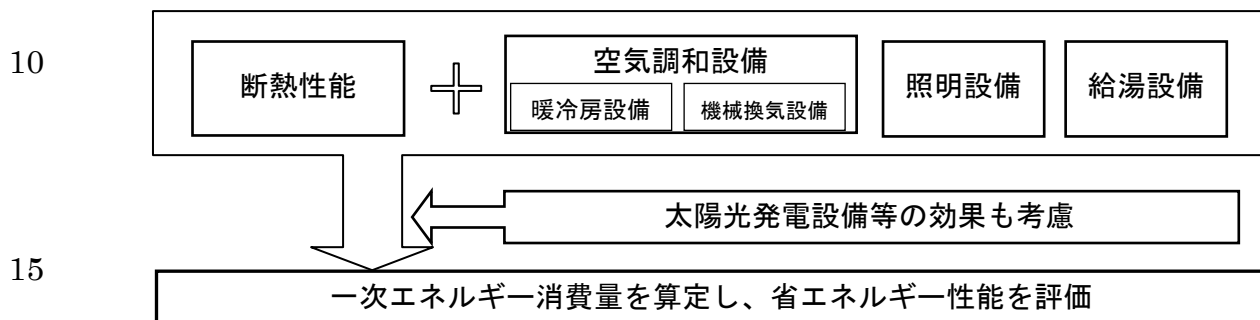 10
断熱性能
空気調和設備
暖冷房設備
機械換気設備
照明設備
給湯設備
太陽光発電設備等の効果も考慮
15
一次エネルギー消費量を算定し、省エネルギー性能を評価